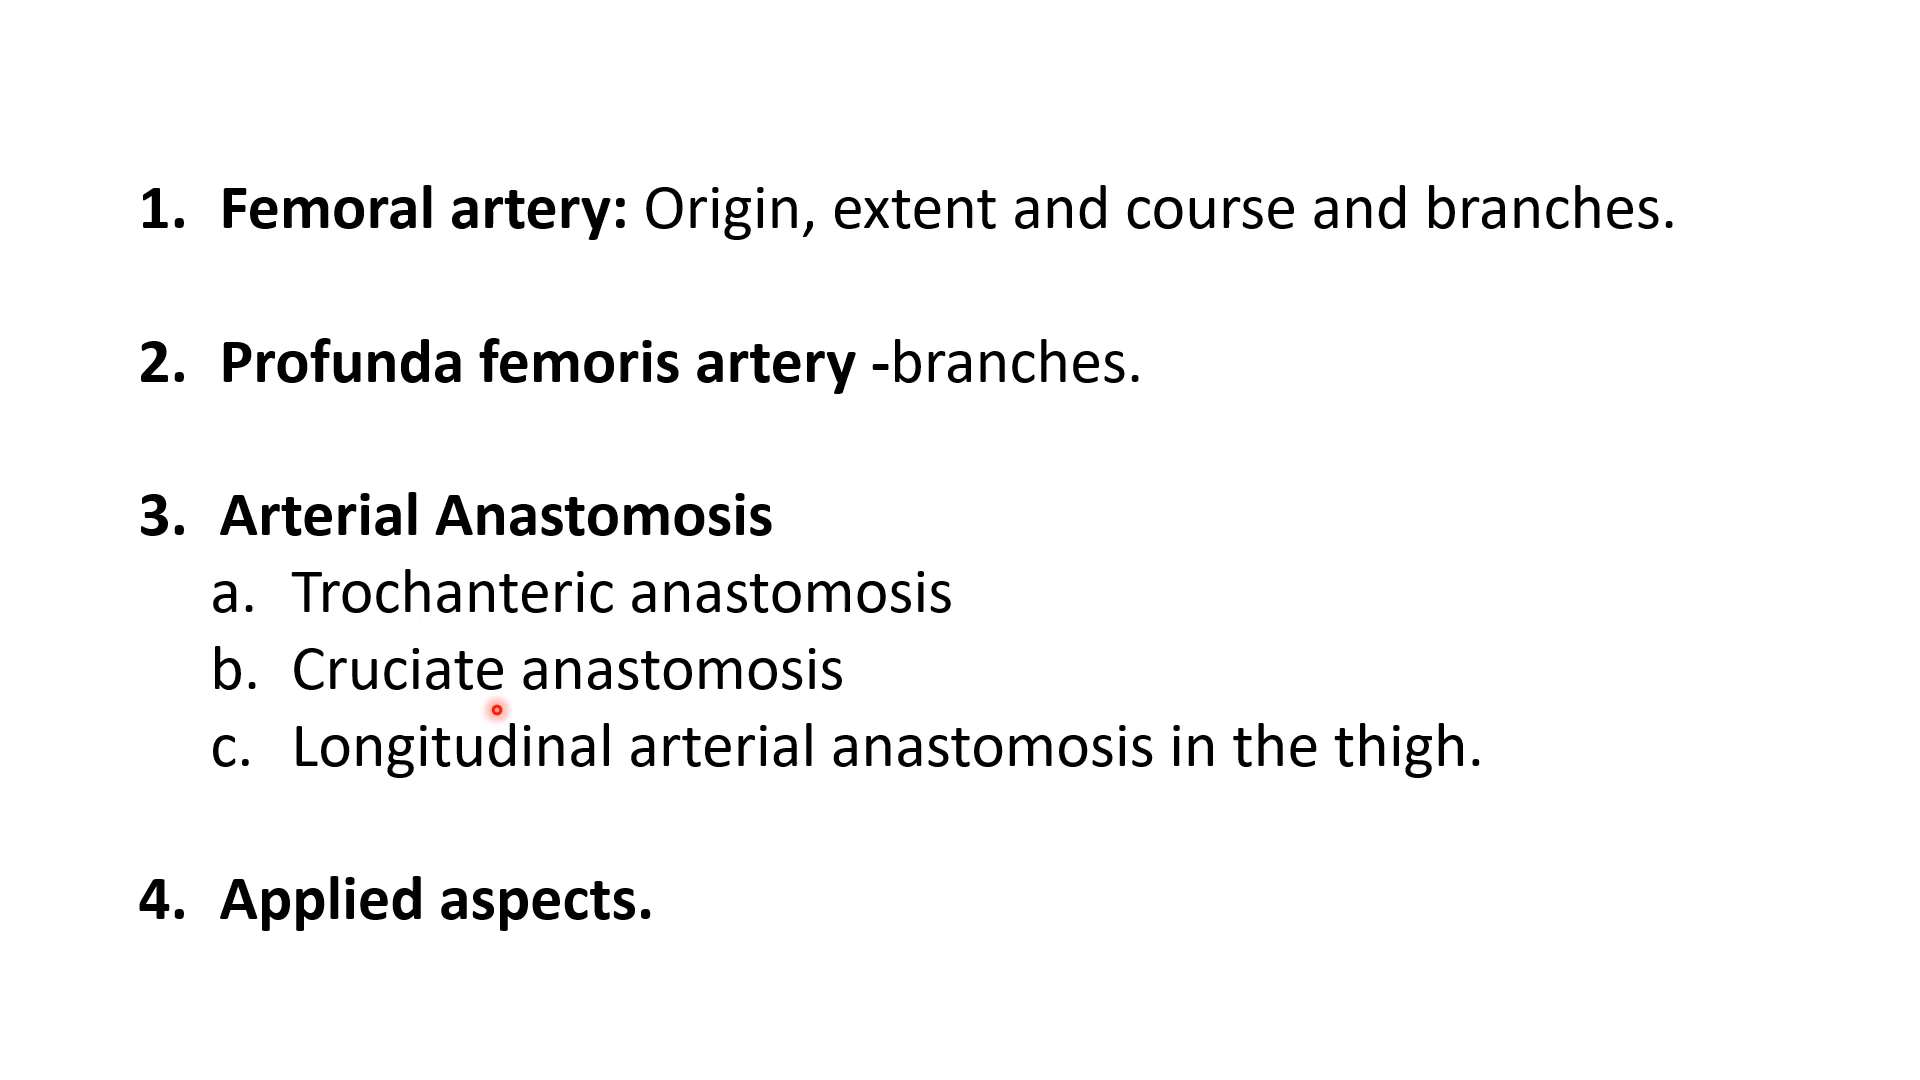 1. Femoral artery: Origin, extent and course and branches.
2. Profunda femoris artery -branches.
3. Arterial Anastomosis
a. Trochanteric anastomosis
b. Cruciate anastomosis
c. Longitudinal arterial anastomosis in the thigh.
4. Applied aspects.